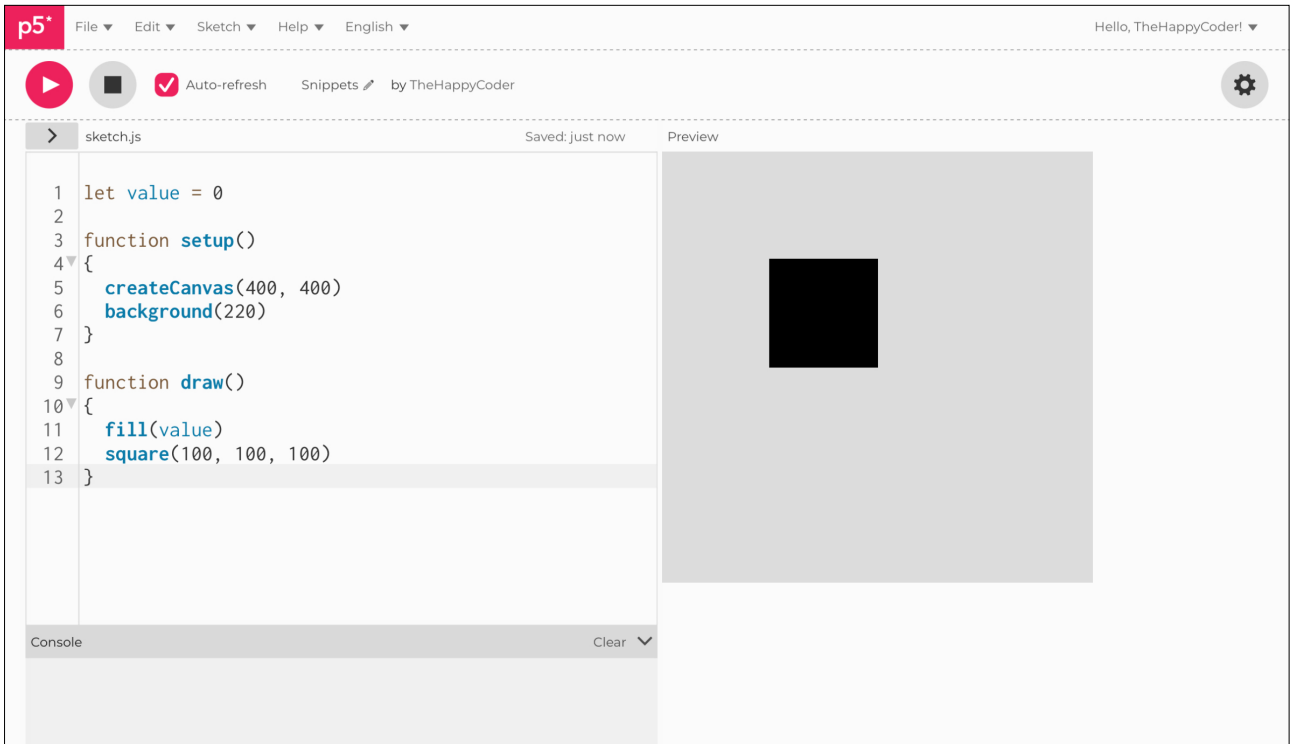 p5* File Edit Sketch Help English Hello, TheHappyCoder!
Auto-refresh Snippets by TheHappyCoder
sketch.js Saved: just now Preview
1 let value = 0
2
3 function setup()
4 {
5 createCanvas(400, 400)
6 background(220)
7 }
8
9 function draw()
10 {
11 fill(value)
12 square(100, 100, 100)
13 }
Console Clear